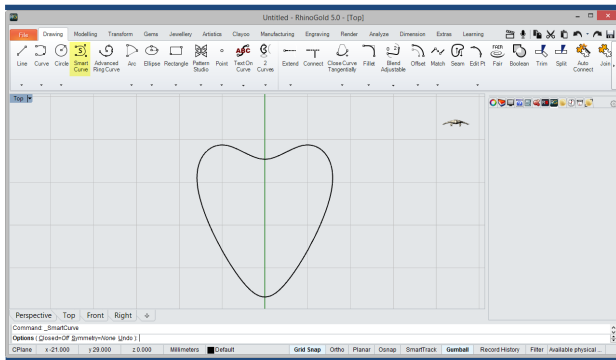 Untitled - RhinoGold 5.0 - [Top]
File Drawing Modelling Transform Gems Jewellery Artistics Clayoo Manufacturing Engraving Render Analyze Dimension Extras Learning
Line Curve Circle Smart Curve Advanced Ring Curve Arc Ellipse Rectangle Pattern Studio Point Text On Curve 2 Curves Extend Connect Close Curve Tangentially Fillet Blend Adjustable Offset Match Seam Edit Pt Fair Boolean Trim Split Auto Connect Join
Top
Perspective Top Front Right
Command: _SmartCurve
Options ( Closed=Off Symmetry=None Undo ):
CPlane x -21.000 y 29.000 z 0.000 Millimeters Default Grid Snap Ortho Planar Osnap SmartTrack Gumball Record History Filter Available physical ...